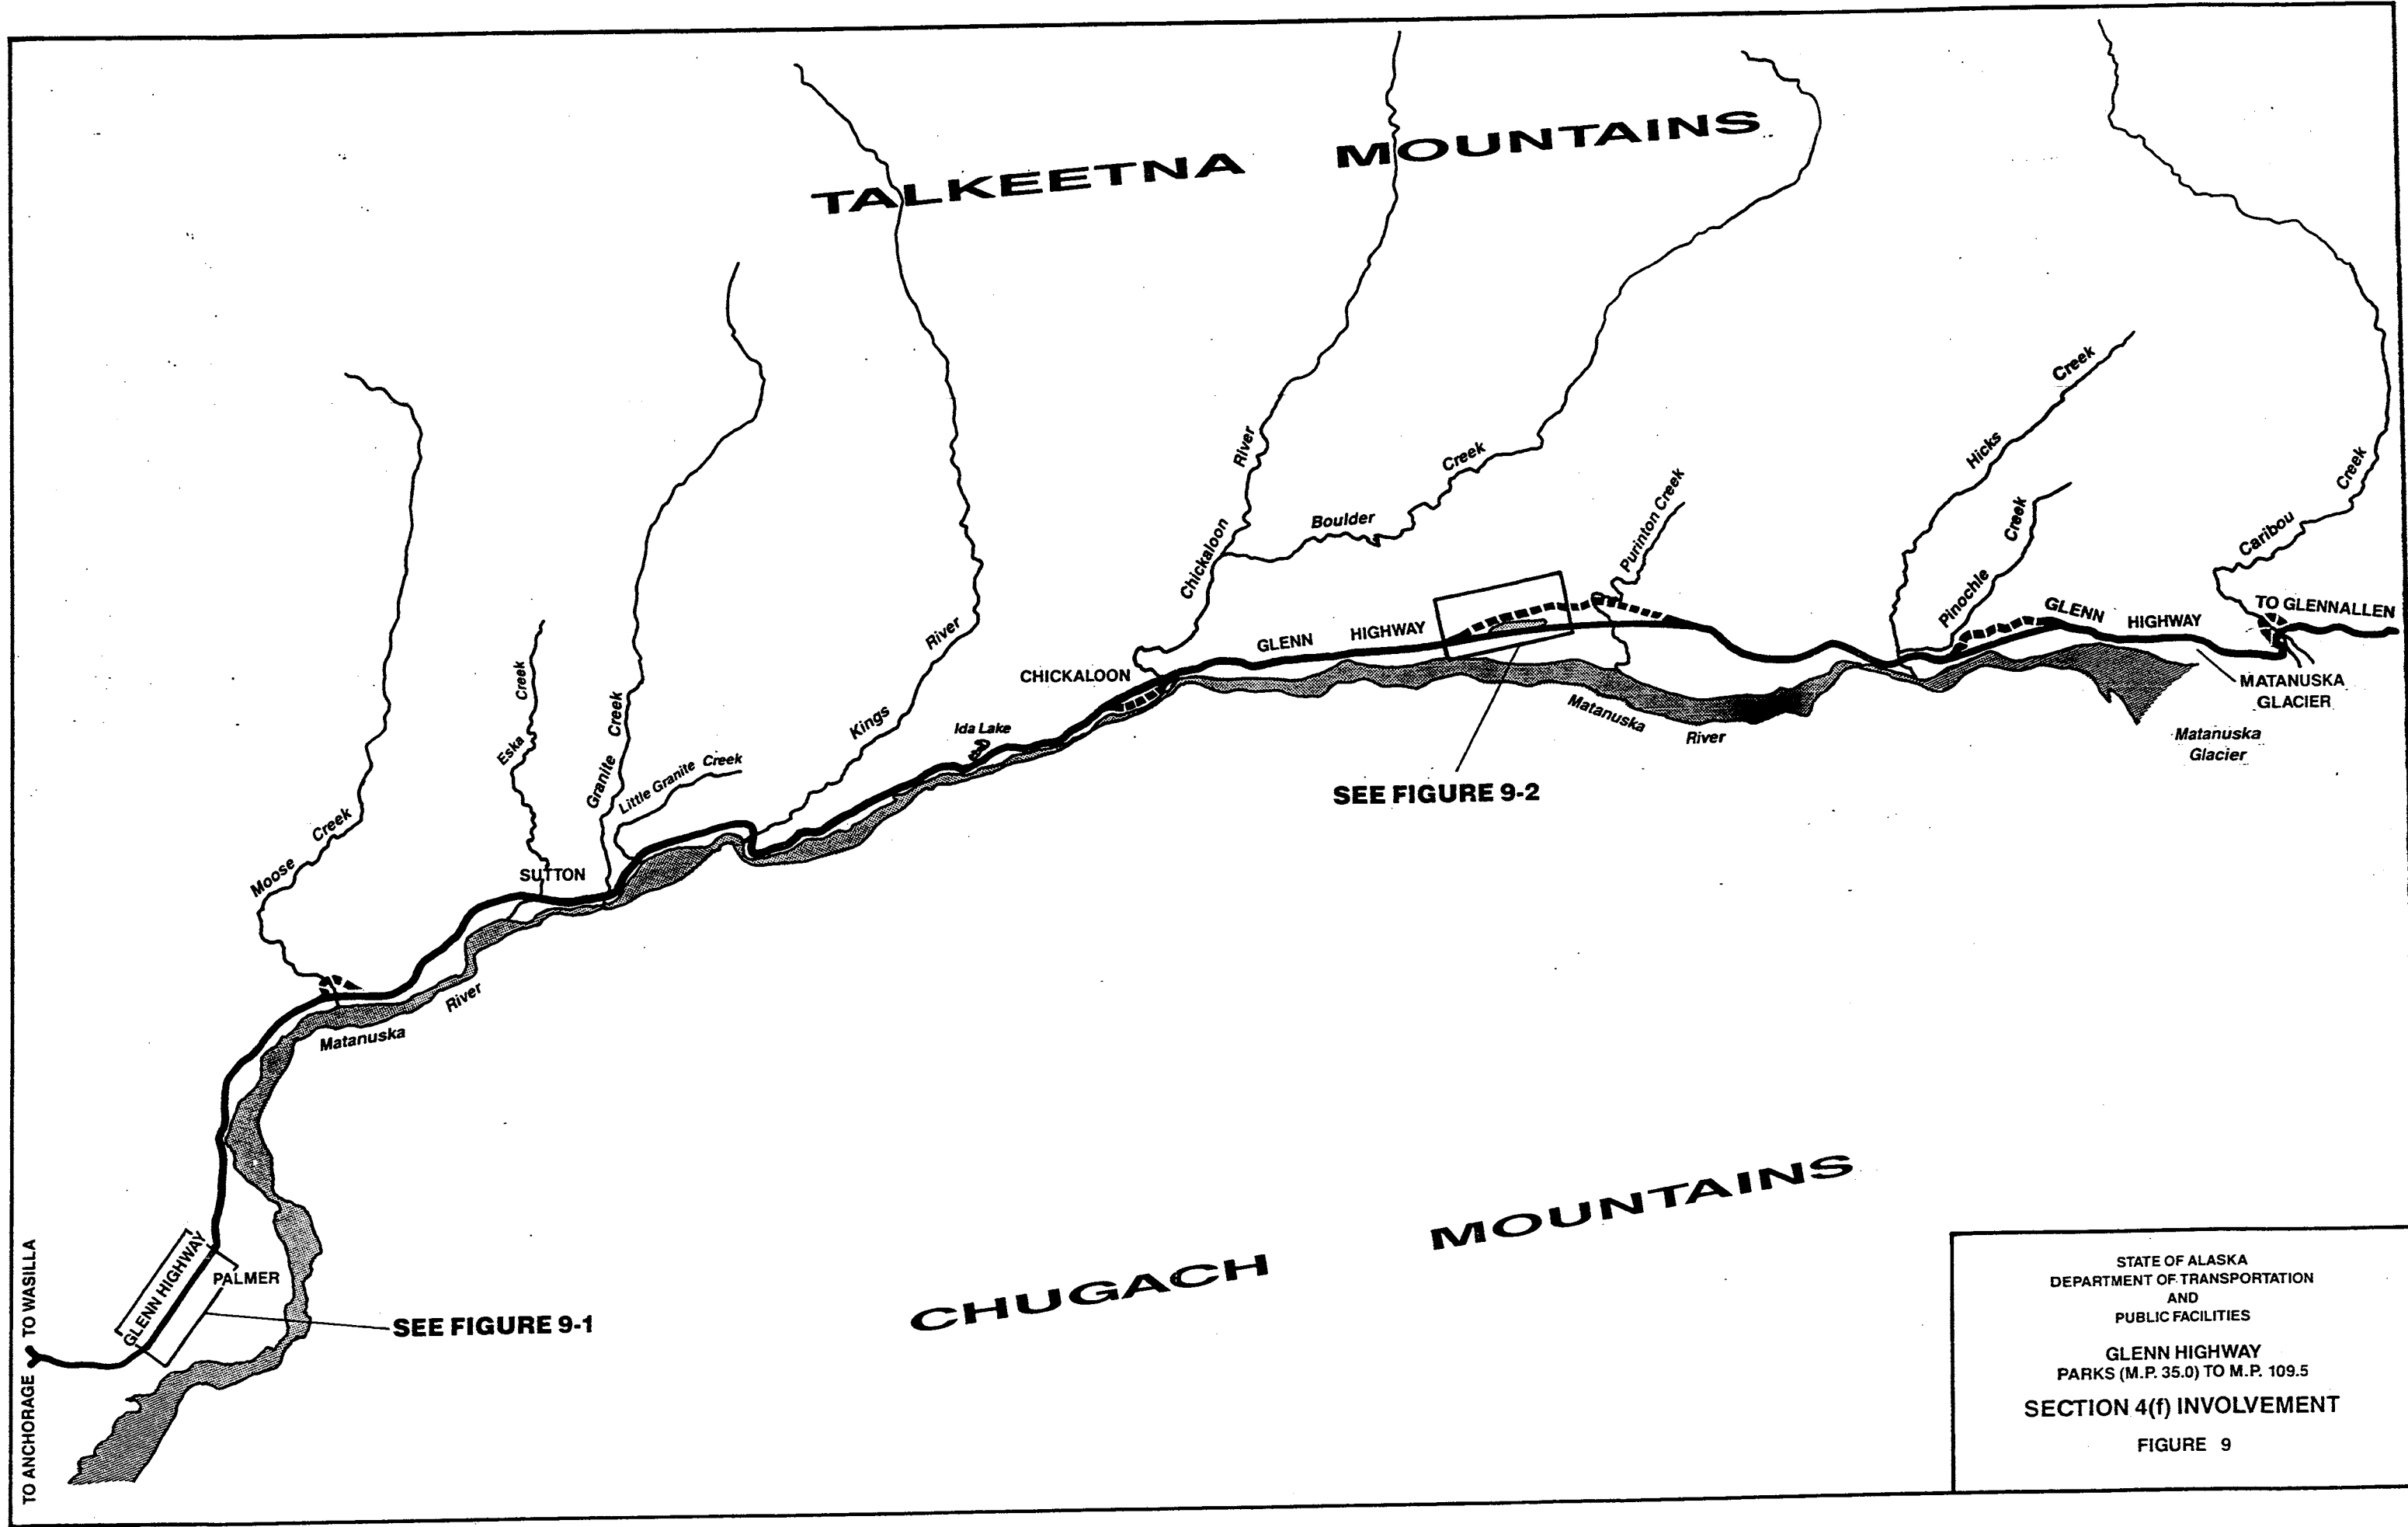 TALKEETNA MOUNTAINS
Creek
Hicks
Creek
Pinochle
Creek
Caribou
Creek
River
Chickaloon
Boulder
Creek
Purinton Creek
TO GLENNALLEN
GLENN HIGHWAY
GLENN HIGHWAY
CHICKALOON
MATANUSKA
GLACIER
Matanuska
Glacier
Matanuska
River
SEE FIGURE 9-2
River
Kings
Ida Lake
Eska
Creek
Granite
Creek
Little Granite Creek
SUTTON
Moose
Creek
River
Matanuska
CHUGACH MOUNTAINS
GLENN HIGHWAY
PALMER
SEE FIGURE 9-1
TO WASILLA
TO ANCHORAGE
STATE OF ALASKA
DEPARTMENT OF TRANSPORTATION
AND
PUBLIC FACILITIES
GLENN HIGHWAY
PARKS (M.P. 35.0) TO M.P. 109.5
SECTION 4(f) INVOLVEMENT
FIGURE 9